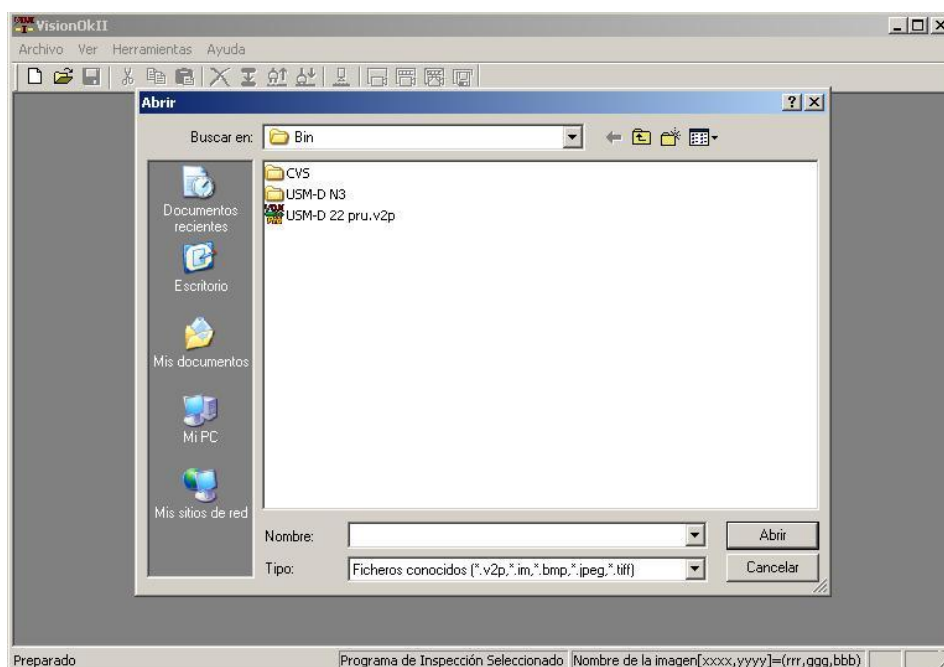 VisionOkII
Archivo Ver Herramientas Ayuda
Abrir
Buscar en: Bin
CVS
USM-D N3
USM-D 22 pru.v2p
Documentos
recientes
Escritorio
Mis documentos
Mi PC
Mis sitios de red
Nombre: Abrir
Tipo: Ficheros conocidos (*.v2p,*.im,*.bmp,*.jpeg,*.tiff) Cancelar
Preparado Programa de Inspección Seleccionado Nombre de la imagen[xxxx,yyyy]=(rrr,ggg,bbb)